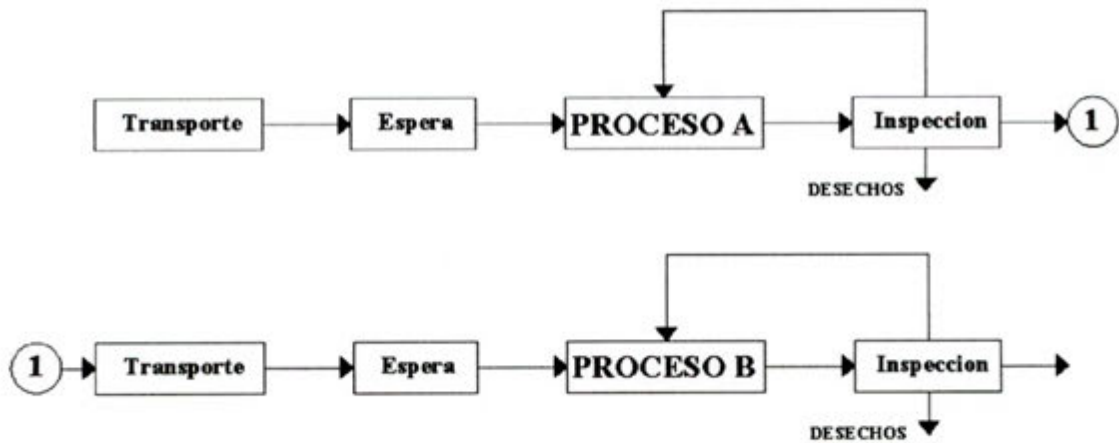 Transporte
Espera
PROCESO A
Inspeccion
1
DESECHOS
1
Transporte
Espera
PROCESO B
Inspeccion
DESECHOS